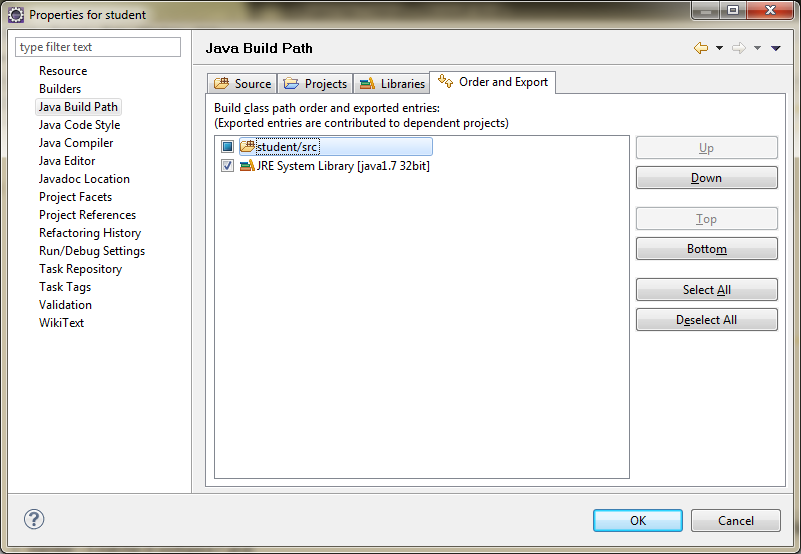 Properties for student
type filter text
Resource
Builders
Java Build Path
Java Code Style
Java Compiler
Java Editor
Javadoc Location
Project Facets
Project References
Refactoring History
Run/Debug Settings
Task Repository
Task Tags
Validation
WikiText
Java Build Path
Source Projects Libraries Order and Export
Build class path order and exported entries:
(Exported entries are contributed to dependent projects)
student/src
JRE System Library [java1.7 32bit]
Up
Down
Top
Bottom
Select All
Deselect All
OK Cancel